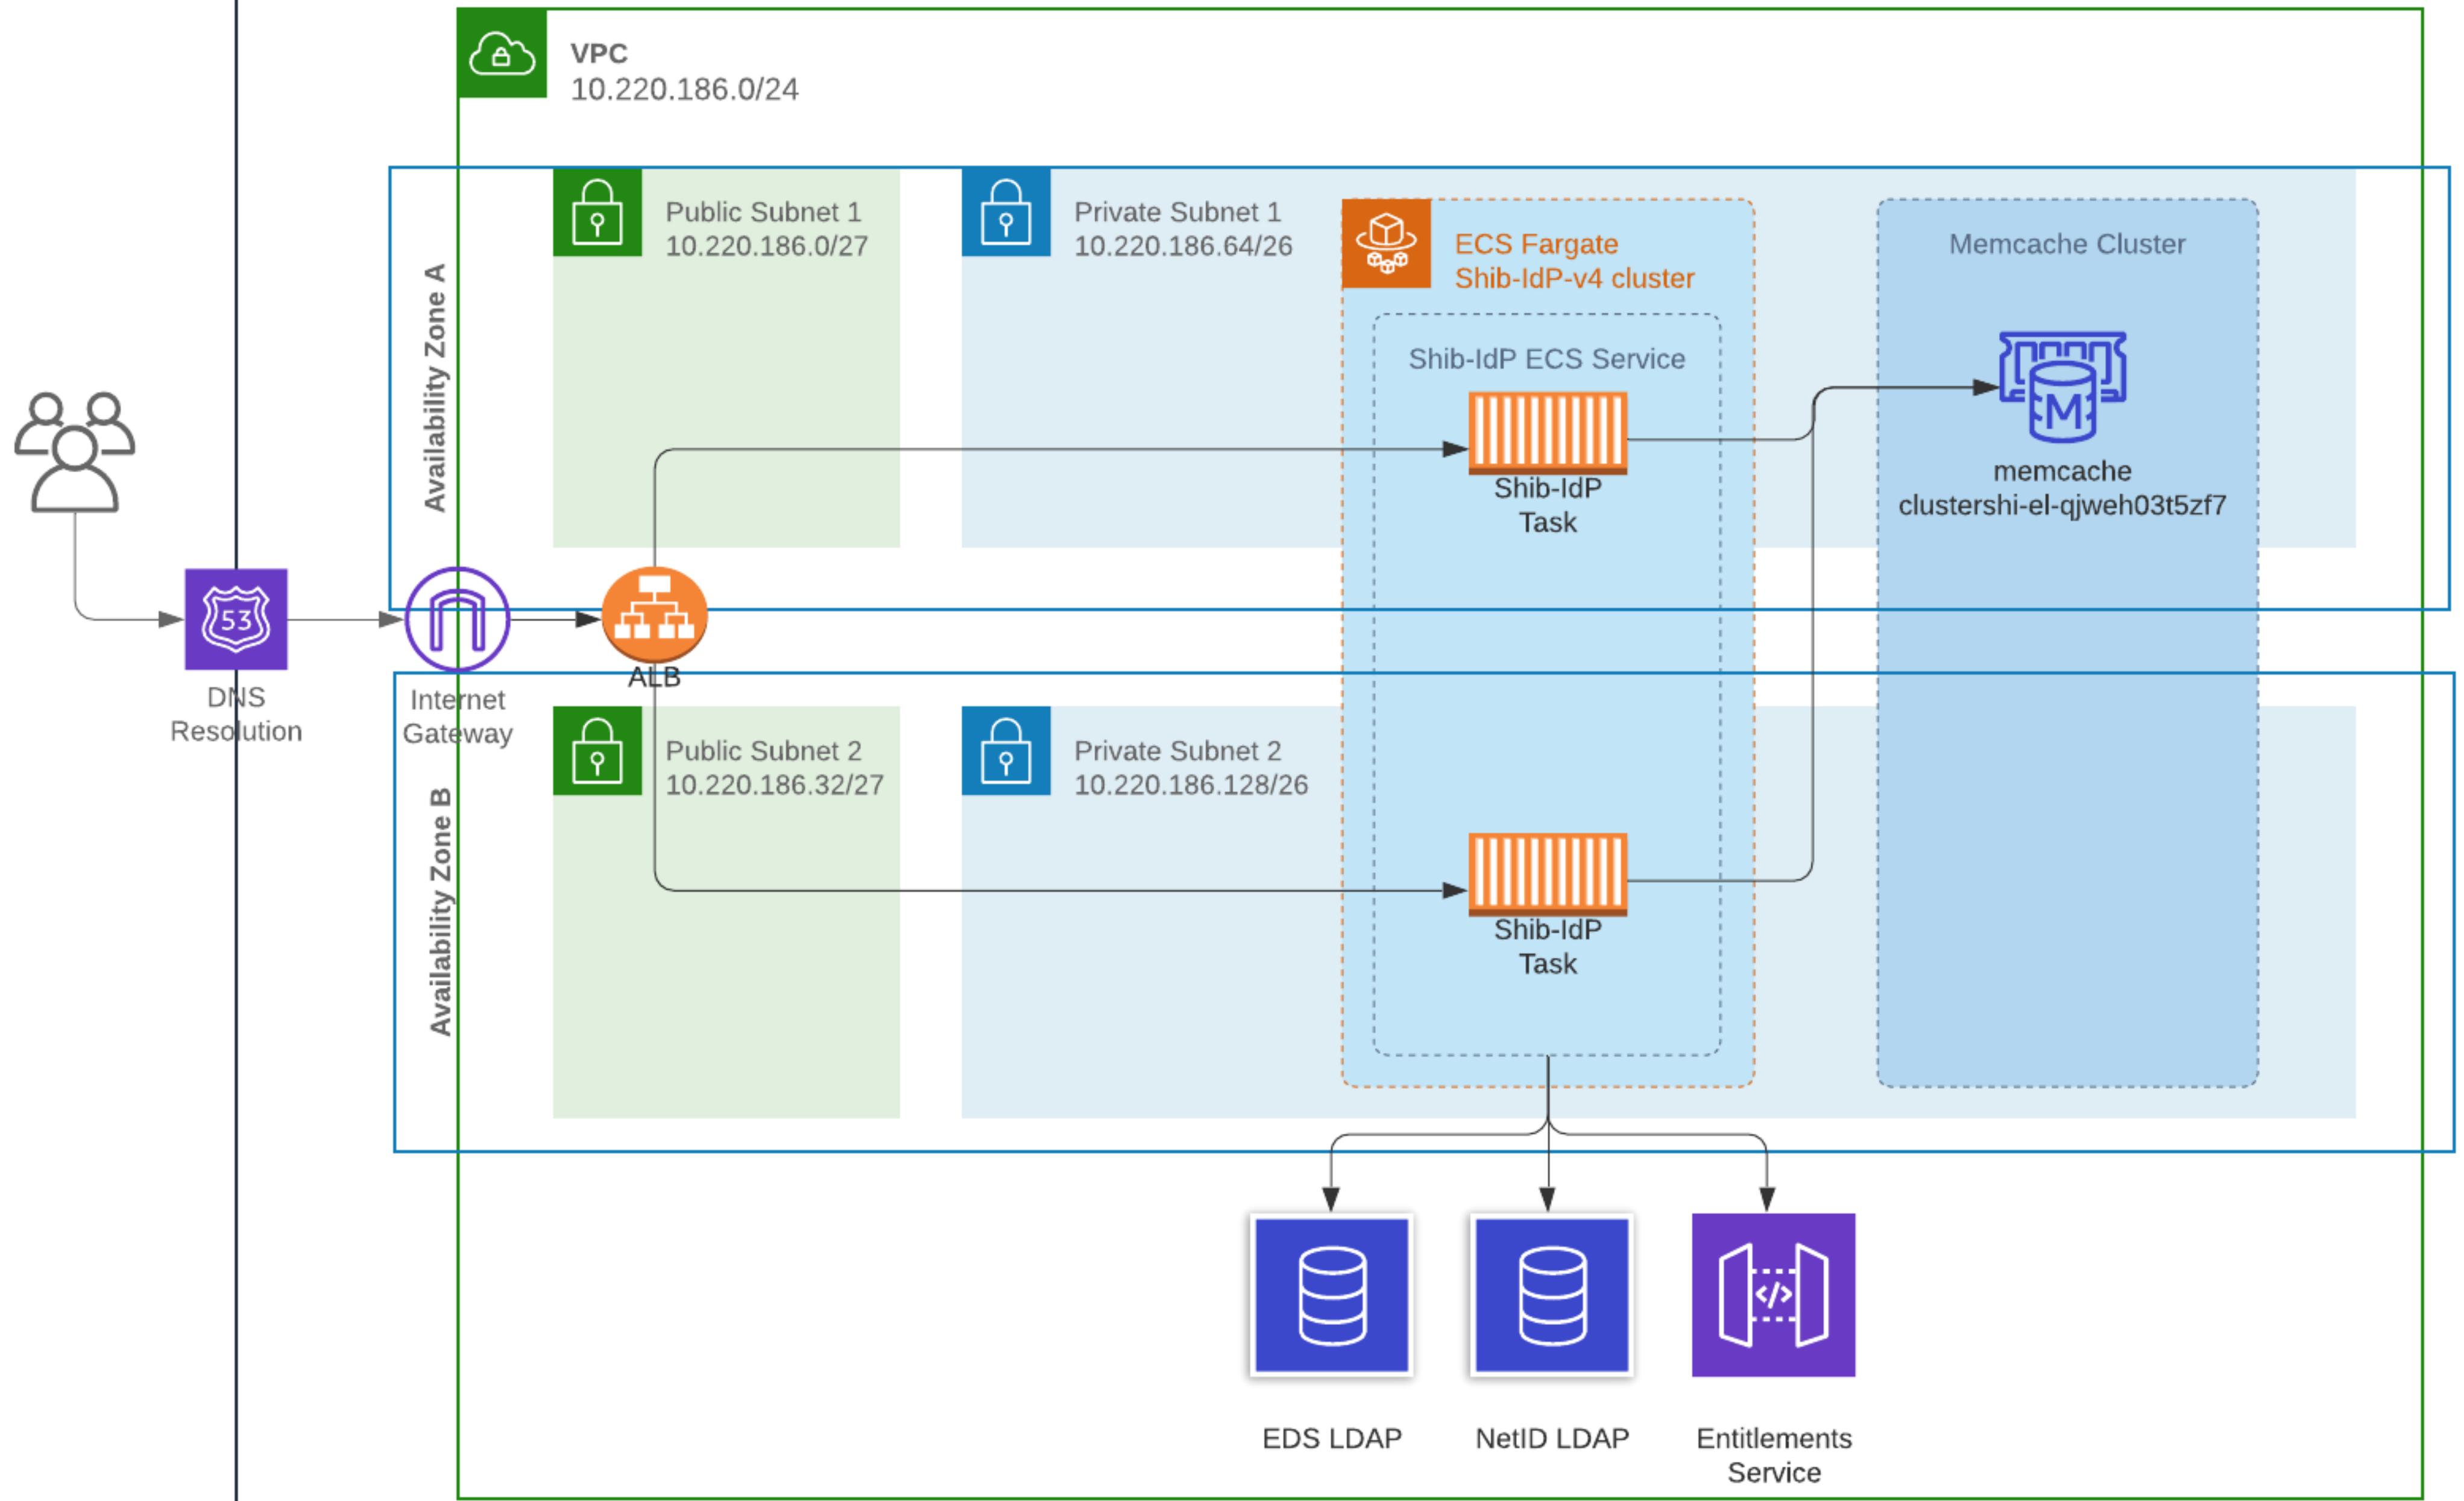 VPC
10.220.186.0/24
Availability Zone A
Public Subnet 1
10.220.186.0/27
Private Subnet 1
10.220.186.64/26
ECS Fargate
Shib-IdP-v4 cluster
Shib-IdP ECS Service
Shib-IdP
Task
Memcache Cluster
M
memcache
clustershi-el-qjweh03t5zf7
53
DNS
Resolution
Internet
Gateway
ALB
Availability Zone B
Public Subnet 2
10.220.186.32/27
Private Subnet 2
10.220.186.128/26
Shib-IdP
Task
</>
EDS LDAP
NetID LDAP
Entitlements
Service